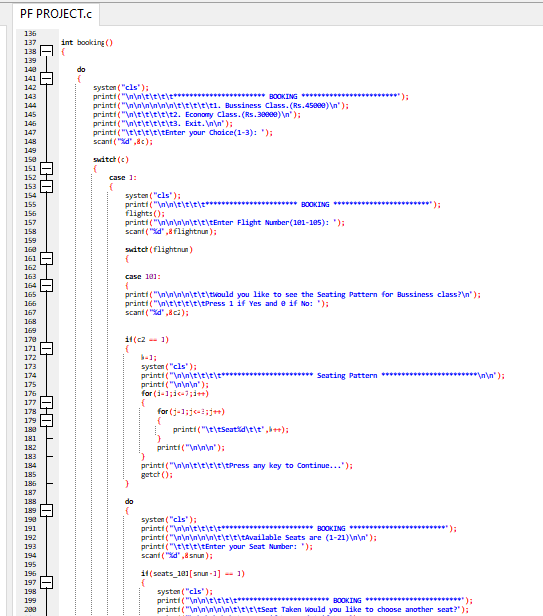 PF PROJECT.c
136
137 int booking()
138 {
139
140 do
141 {
142 system("cls");
143 printf("\n\n\t\t\t\t*********************** BOOKING ************************");
144 printf("\n\n\n\n\n\t\t\t\t\t1. Bussiness Class.(Rs.45000)\n");
145 printf("\n\t\t\t\t\t2. Economy Class.(Rs.30000)\n");
146 printf("\n\t\t\t\t\t3. Exit.\n\n");
147 printf("\t\t\t\t\tEnter your Choice(1-3): ");
148 scanf("%d",&c);
149
150 switch(c)
151 {
152 case 1:
153 {
154 system("cls");
155 printf("\n\n\t\t\t\t*********************** BOOKING ************************");
156 flights();
157 printf("\n\n\n\n\t\t\tEnter Flight Number(101-105): ");
158 scanf("%d",&flightnum);
159
160 switch(flightnum)
161 {
162
163 case 101:
164 {
165 printf("\n\n\n\n\t\t\tWould you like to see the Seating Pattern for Bussiness class?\n");
166 printf("\n\t\t\t\t\tPress 1 if Yes and 0 if No: ");
167 scanf("%d",&c2);
168
169
170 if(c2 == 1)
171 {
172 k=1;
173 system("cls");
174 printf("\n\n\t\t\t\t*********************** Seating Pattern ************************\n\n");
175 printf("\n\n\n");
176 for(i=1;i<=7;i++)
177 {
178 for(j=1;j<=3;j++)
179 {
180 printf("\t\tSeat%d\t\t",k++);
181 }
182 printf("\n\n\n");
183 }
184 printf("\n\n\t\t\t\t\tPress any key to Continue...");
185 getch();
186 }
187
188 do
189 {
190 system("cls");
191 printf("\n\n\t\t\t\t*********************** BOOKING ************************");
192 printf("\n\n\n\n\t\t\t\tAvailable Seats are (1-21)\n\n");
193 printf("\t\t\t\tEnter your Seat Number: ");
194 scanf("%d",&snum);
195
196 if(seats_101[snum-1] == 1)
197 {
198 system("cls");
199 printf("\n\n\t\t\t\t*********************** BOOKING ************************");
200 printf("\n\n\n\n\n\t\t\t\tSeat Taken Would you like to choose another seat?");